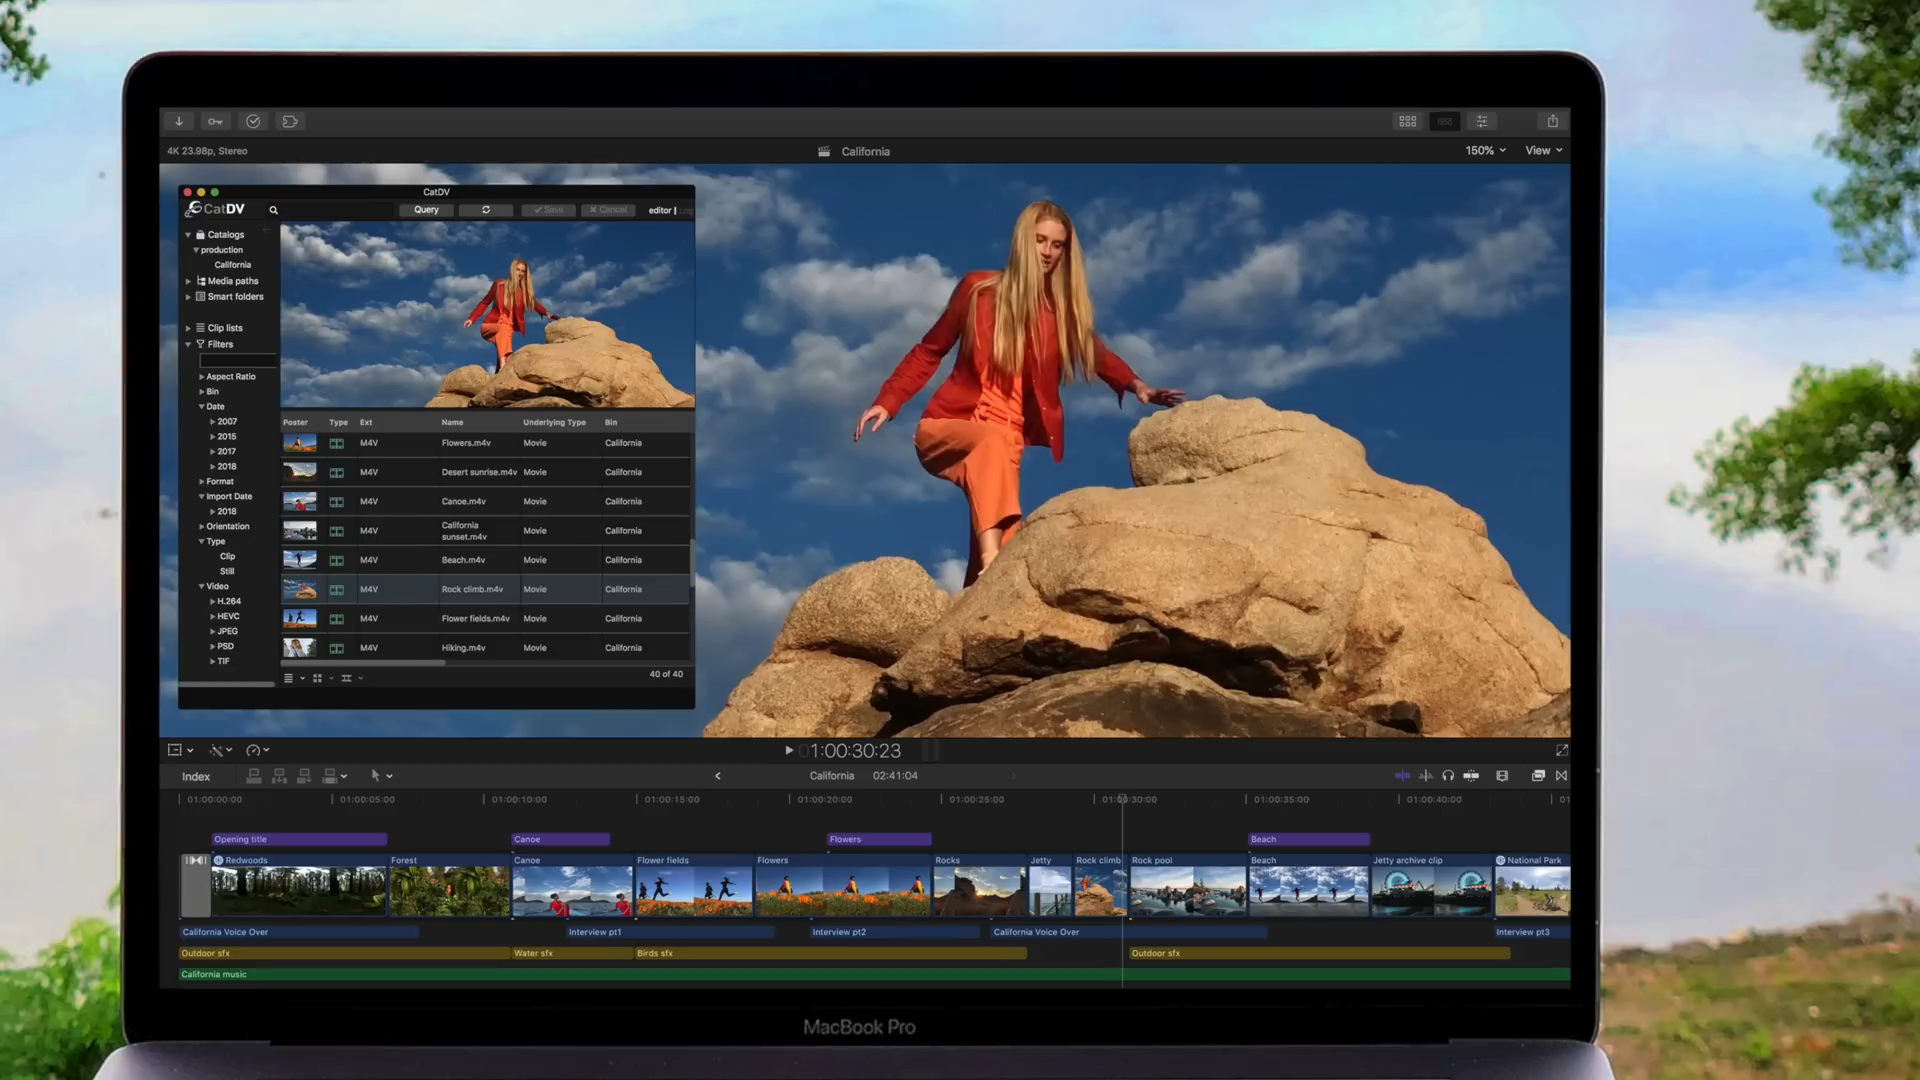 4K 23.98p, Stereo
California
150%
View
CatDV
CatDV
Query
Save
Cancel
editor |
Catalogs
production
California
Media paths
Smart folders
Clip lists
Filters
Aspect Ratio
Bin
Date
2007
2015
2017
2018
Format
Import Date
2018
Orientation
Type
Clip
Still
Video
H.264
HEVC
JPEG
PSD
TIF
Poster Type Ext Name Underlying Type Bin
M4V Flowers.m4v Movie California
M4V Desert sunrise.m4v Movie California
M4V Canoe.m4v Movie California
M4V California sunset.m4v Movie California
M4V Beach.m4v Movie California
M4V Rock climb.m4v Movie California
M4V Flower fields.m4v Movie California
M4V Hiking.m4v Movie California
40 of 40
01:00:30:23
Index
California 02:41:04
01:00:00:00 01:00:05:00 01:00:10:00 01:00:15:00 01:00:20:00 01:00:25:00 01:00:30:00 01:00:35:00 01:00:40:00 01
Opening title Canoe Flowers Beach
Redwoods Forest Canoe Flower fields Flowers Rocks Jetty Rock climb Rock pool Beach Jetty archive clip National Park
California Voice Over Interview pt1 Interview pt2 California Voice Over Interview pt3
Outdoor sfx Water sfx Birds sfx Outdoor sfx
California music
MacBook Pro